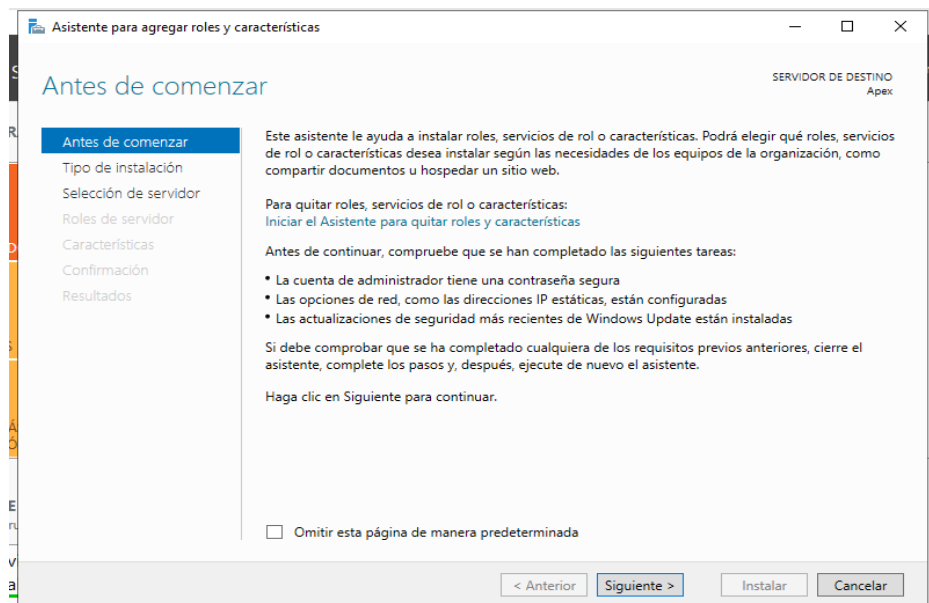 Asistente para agregar roles y características
Antes de comenzar
SERVIDOR DE DESTINO
Apex
Antes de comenzar
Tipo de instalación
Selección de servidor
Roles de servidor
Características
Confirmación
Resultados
Este asistente le ayuda a instalar roles, servicios de rol o características. Podrá elegir qué roles, servicios
de rol o características desea instalar según las necesidades de los equipos de la organización, como
compartir documentos u hospedar un sitio web.
Para quitar roles, servicios de rol o características:
Iniciar el Asistente para quitar roles y características
Antes de continuar, compruebe que se han completado las siguientes tareas:
• La cuenta de administrador tiene una contraseña segura
• Las opciones de red, como las direcciones IP estáticas, están configuradas
• Las actualizaciones de seguridad más recientes de Windows Update están instaladas
Si debe comprobar que se ha completado cualquiera de los requisitos previos anteriores, cierre el
asistente, complete los pasos y, después, ejecute de nuevo el asistente.
Haga clic en Siguiente para continuar.
Omitir esta página de manera predeterminada
< Anterior Siguiente > Instalar Cancelar